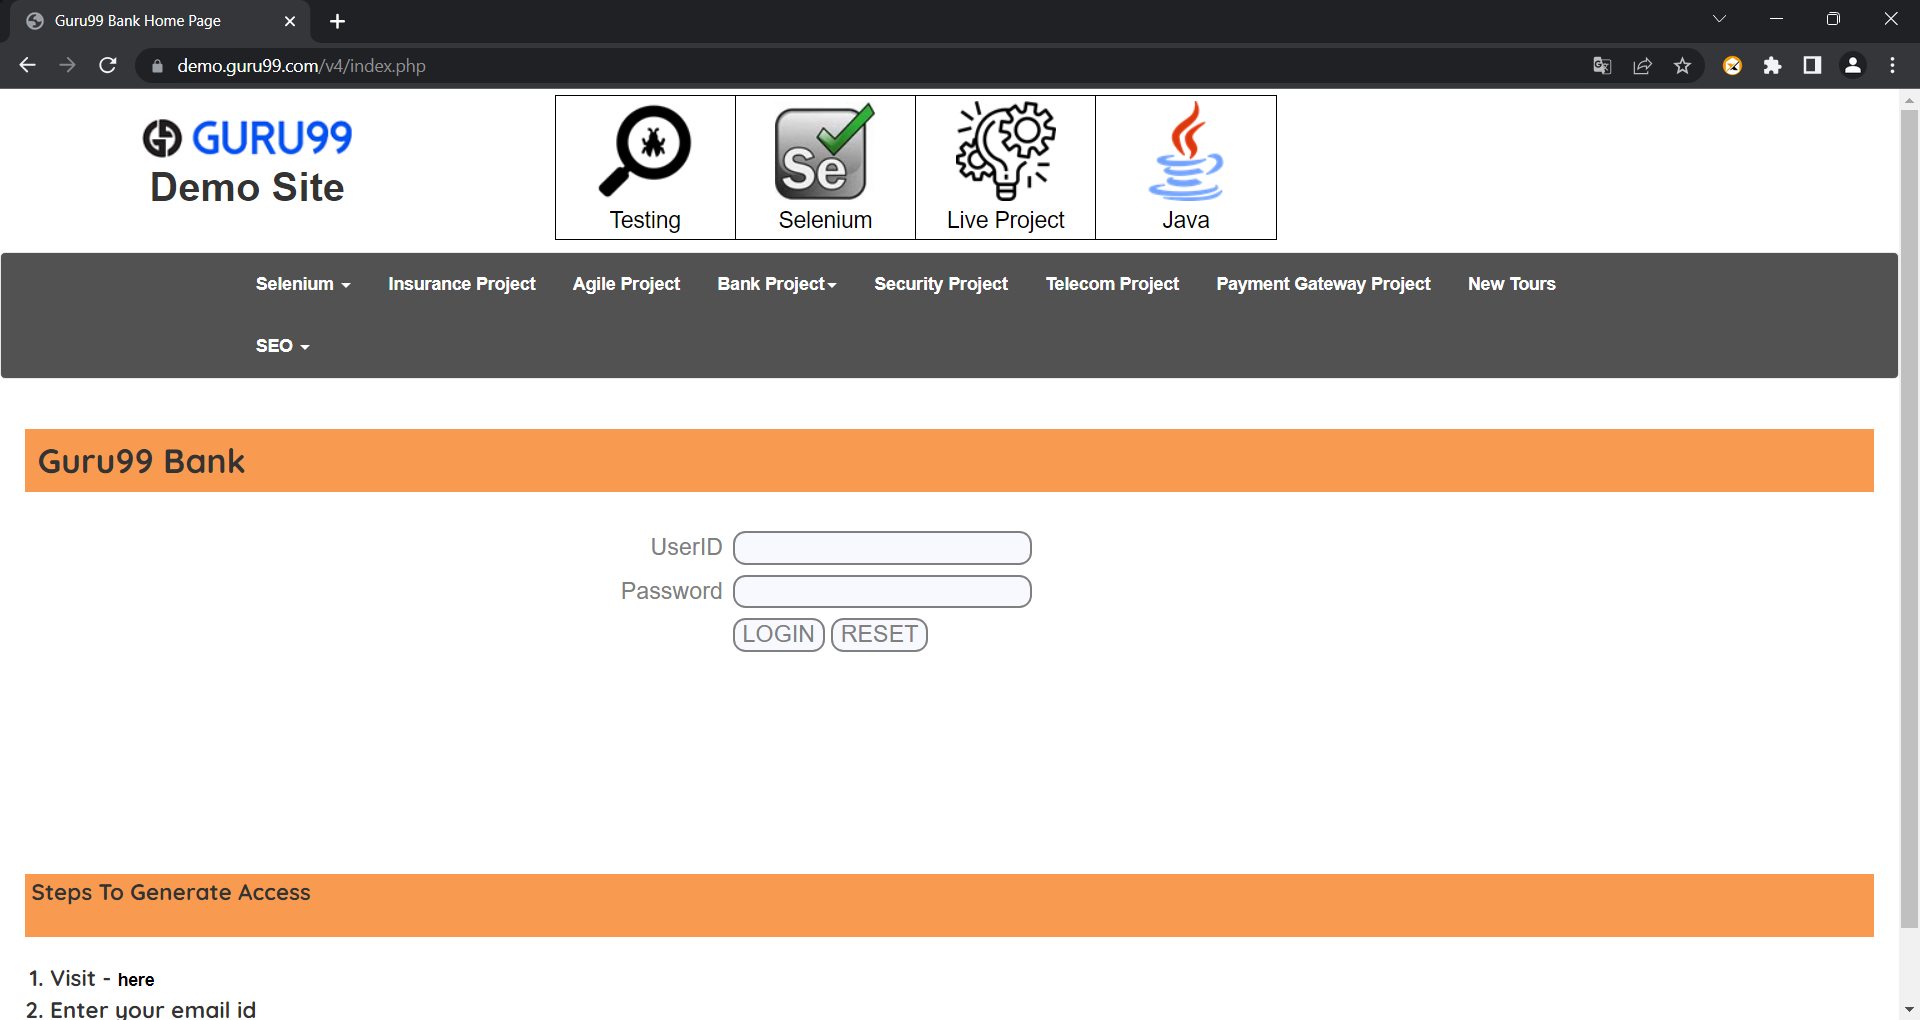 Guru99 Bank Home Page
demo.guru99.com/v4/index.php
GURU99
Demo Site
Se
Testing Selenium Live Project Java
Selenium Insurance Project Agile Project Bank Project Security Project Telecom Project Payment Gateway Project New Tours
SEO
Guru99 Bank
UserID
Password
LOGIN RESET
Steps To Generate Access
1. Visit - here
2. Enter your email id